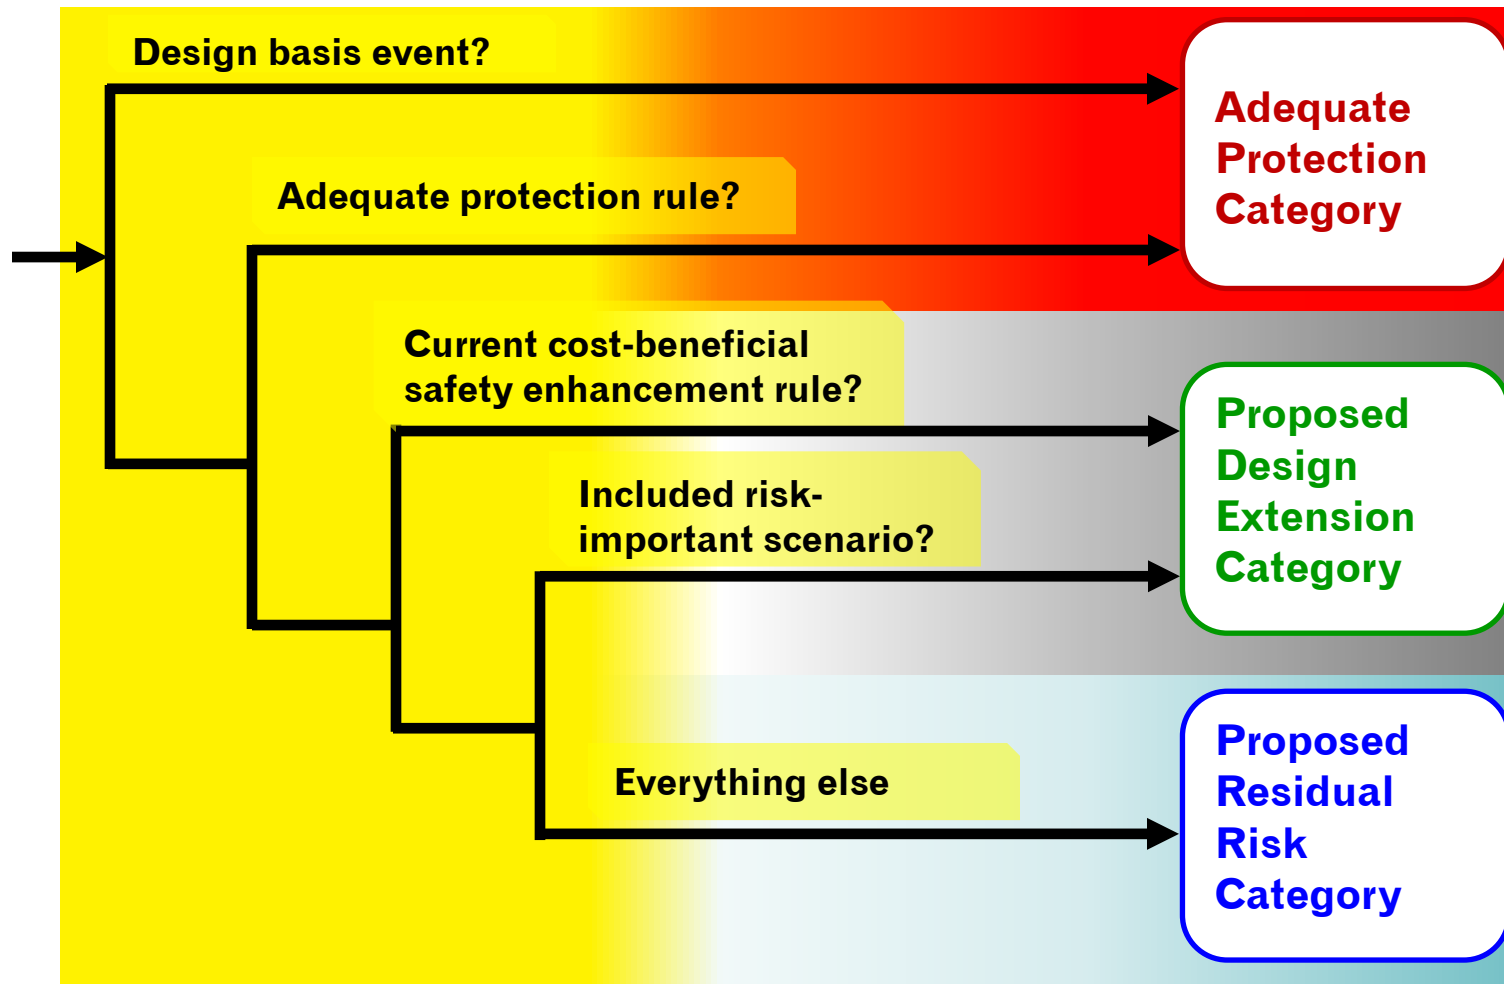 Design basis event?
Adequate
Protection
Category
Adequate protection rule?
Current cost-beneficial
safety enhancement rule?
Proposed
Design
Extension
Category
Included risk-
important scenario?
Everything else
Proposed
Residual
Risk
Category